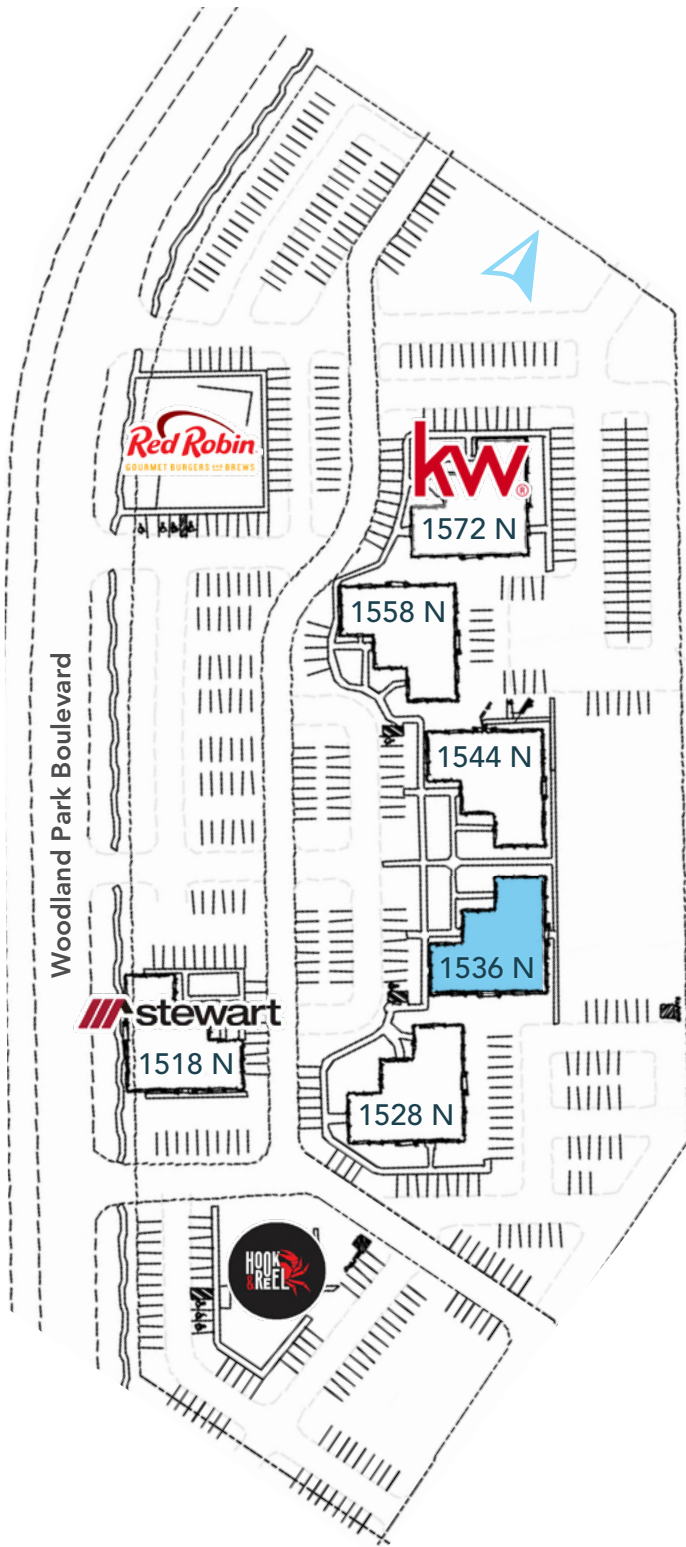 Red Robin
GOURMET BURGERS AND BREWS
kw
®
1572 N
1558 N
1544 N
Woodland Park Boulevard
1536 N
stewart
1518 N
1528 N
HOOK
& REEL